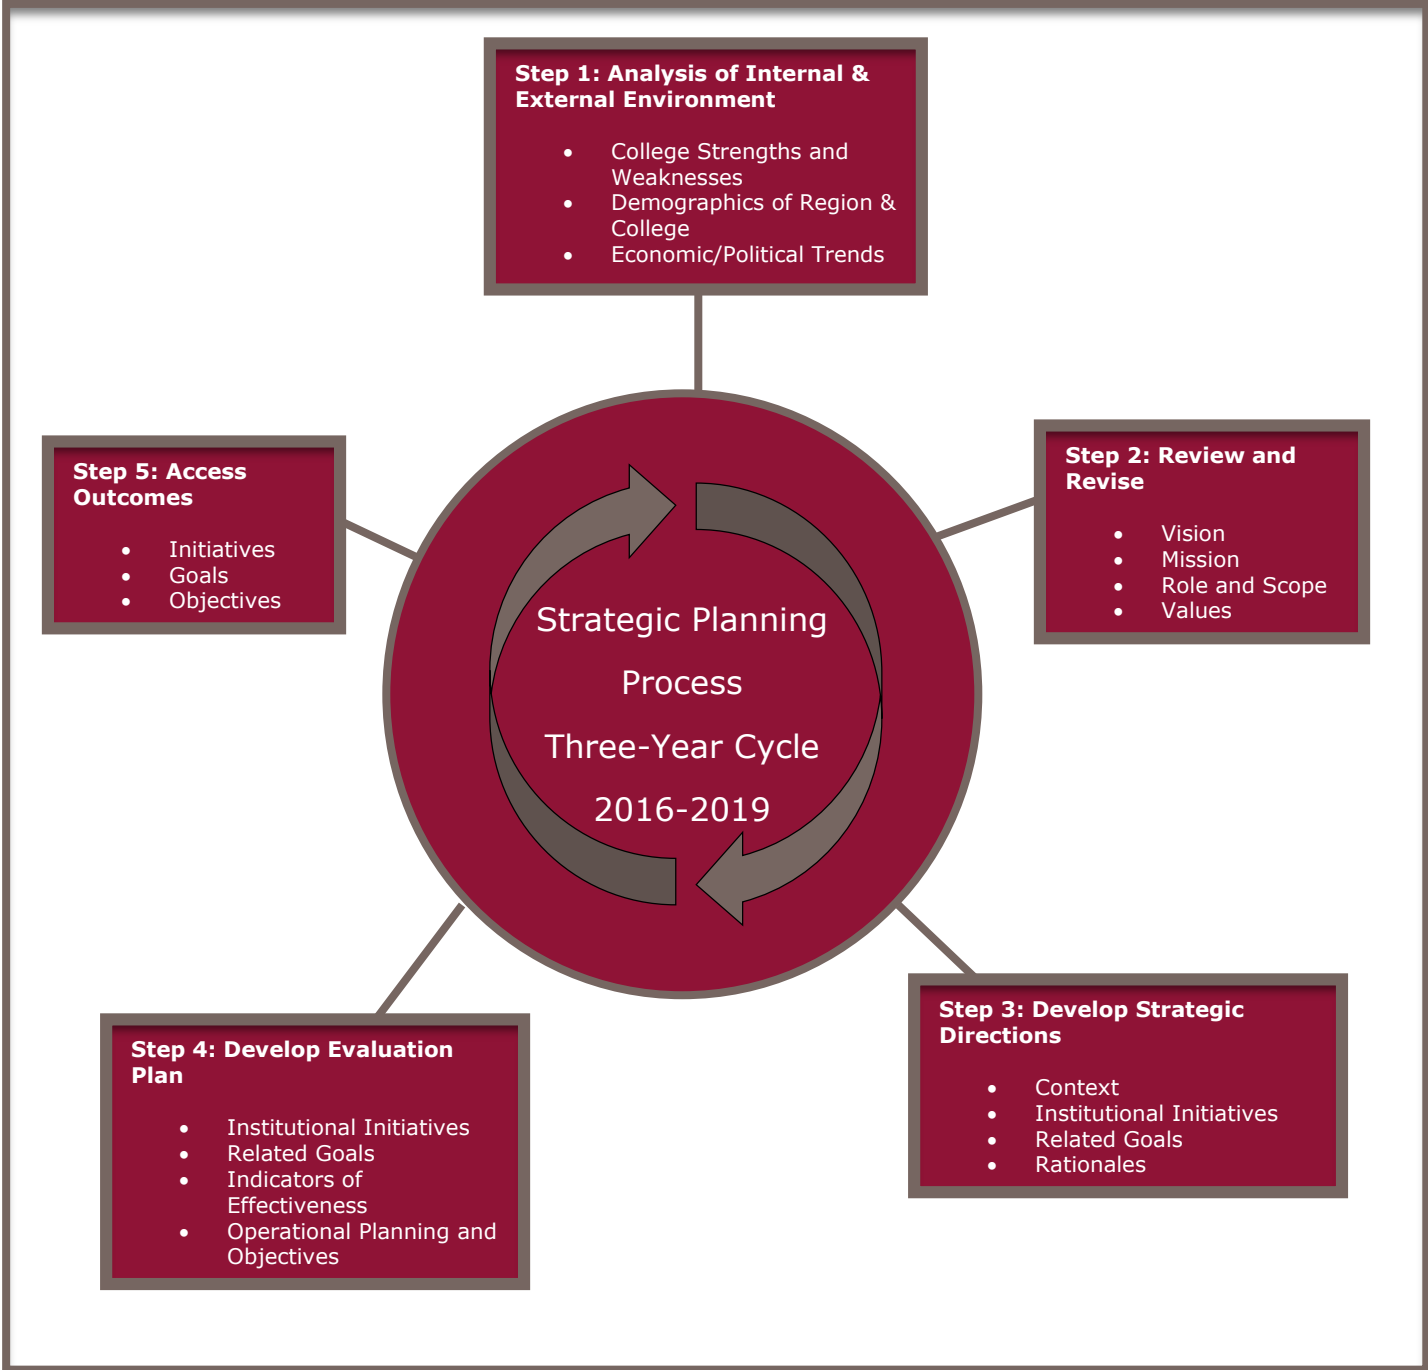 Step 1: Analysis of Internal &
External Environment
• College Strengths and
Weaknesses
• Demographics of Region &
College
• Economic/Political Trends
Step 2: Review and
Revise
• Vision
• Mission
• Role and Scope
• Values
Step 3: Develop Strategic
Directions
• Context
• Institutional Initiatives
• Related Goals
• Rationales
Step 4: Develop Evaluation
Plan
• Institutional Initiatives
• Related Goals
• Indicators of
Effectiveness
• Operational Planning and
Objectives
Step 5: Access
Outcomes
• Initiatives
• Goals
• Objectives
Strategic Planning
Process
Three-Year Cycle
2016-2019